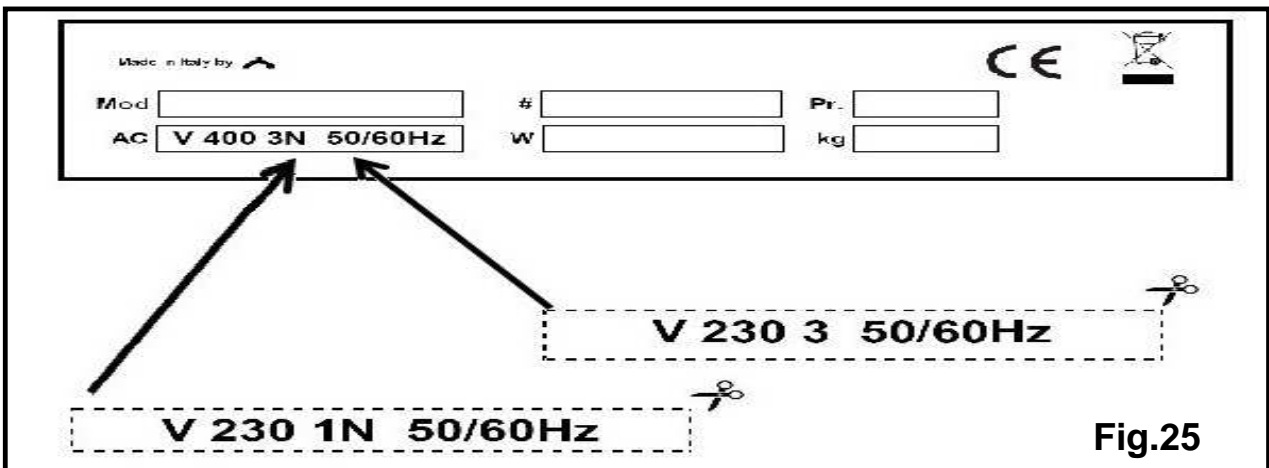 Made in Italy by
CE
Mod # Pr.
AC V 400 3N 50/60Hz W kg
V 230 3 50/60Hz
V 230 1N 50/60Hz
Fig.25